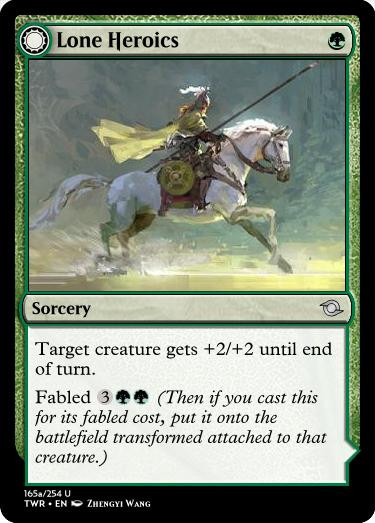 Lone Heroics
Sorcery
Target creature gets +2/+2 until end
of turn.
Fabled 3 (Then if you cast this
for its fabled cost, put it onto the
battlefield transformed attached to that
creature.)
165a/254 U
TWR • EN Zhengyi Wang